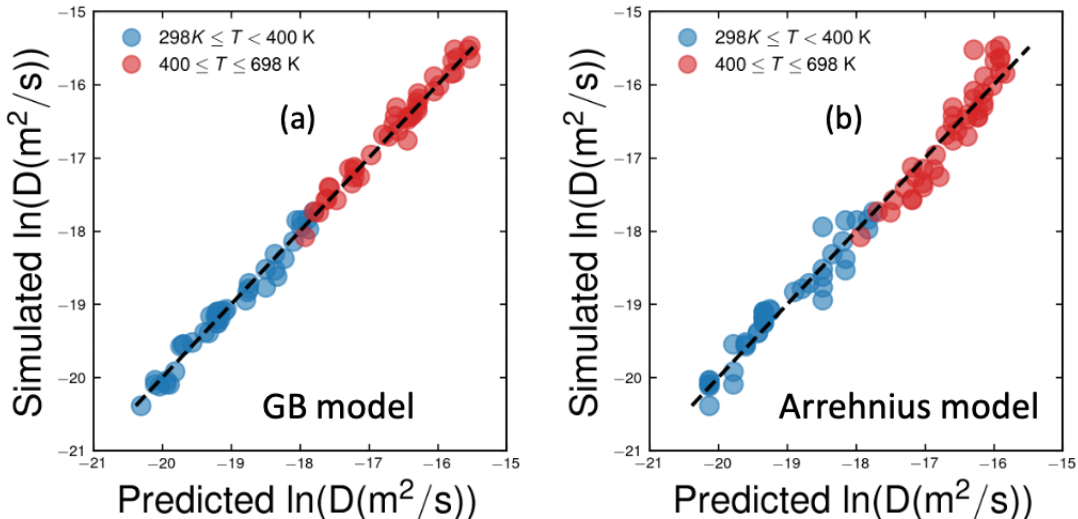 298K ≤ T < 400 K
400 ≤ T ≤ 698 K
(a)
GB model
Simulated ln(D(m²/s))
−15
−16
−17
−18
−19
−20
−21
−21 −20 −19 −18 −17 −16 −15
Predicted ln(D(m²/s))
298K ≤ T < 400 K
400 ≤ T ≤ 698 K
(b)
Arrehnius model
Simulated ln(D(m²/s))
−15
−16
−17
−18
−19
−20
−21
−21 −20 −19 −18 −17 −16 −15
Predicted ln(D(m²/s))